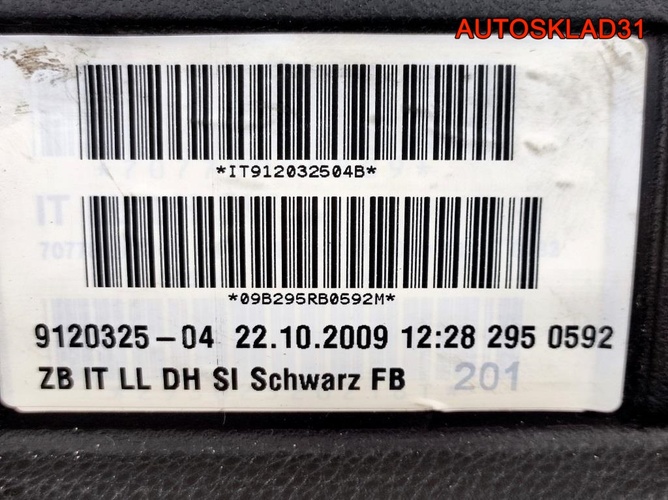 AUTOSKLAD31
*IT912032504B*
IT
*09B295RB0592M*
9120325-04 22.10.2009 12:28 295 0592
ZB IT LL DH SI Schwarz FB 201